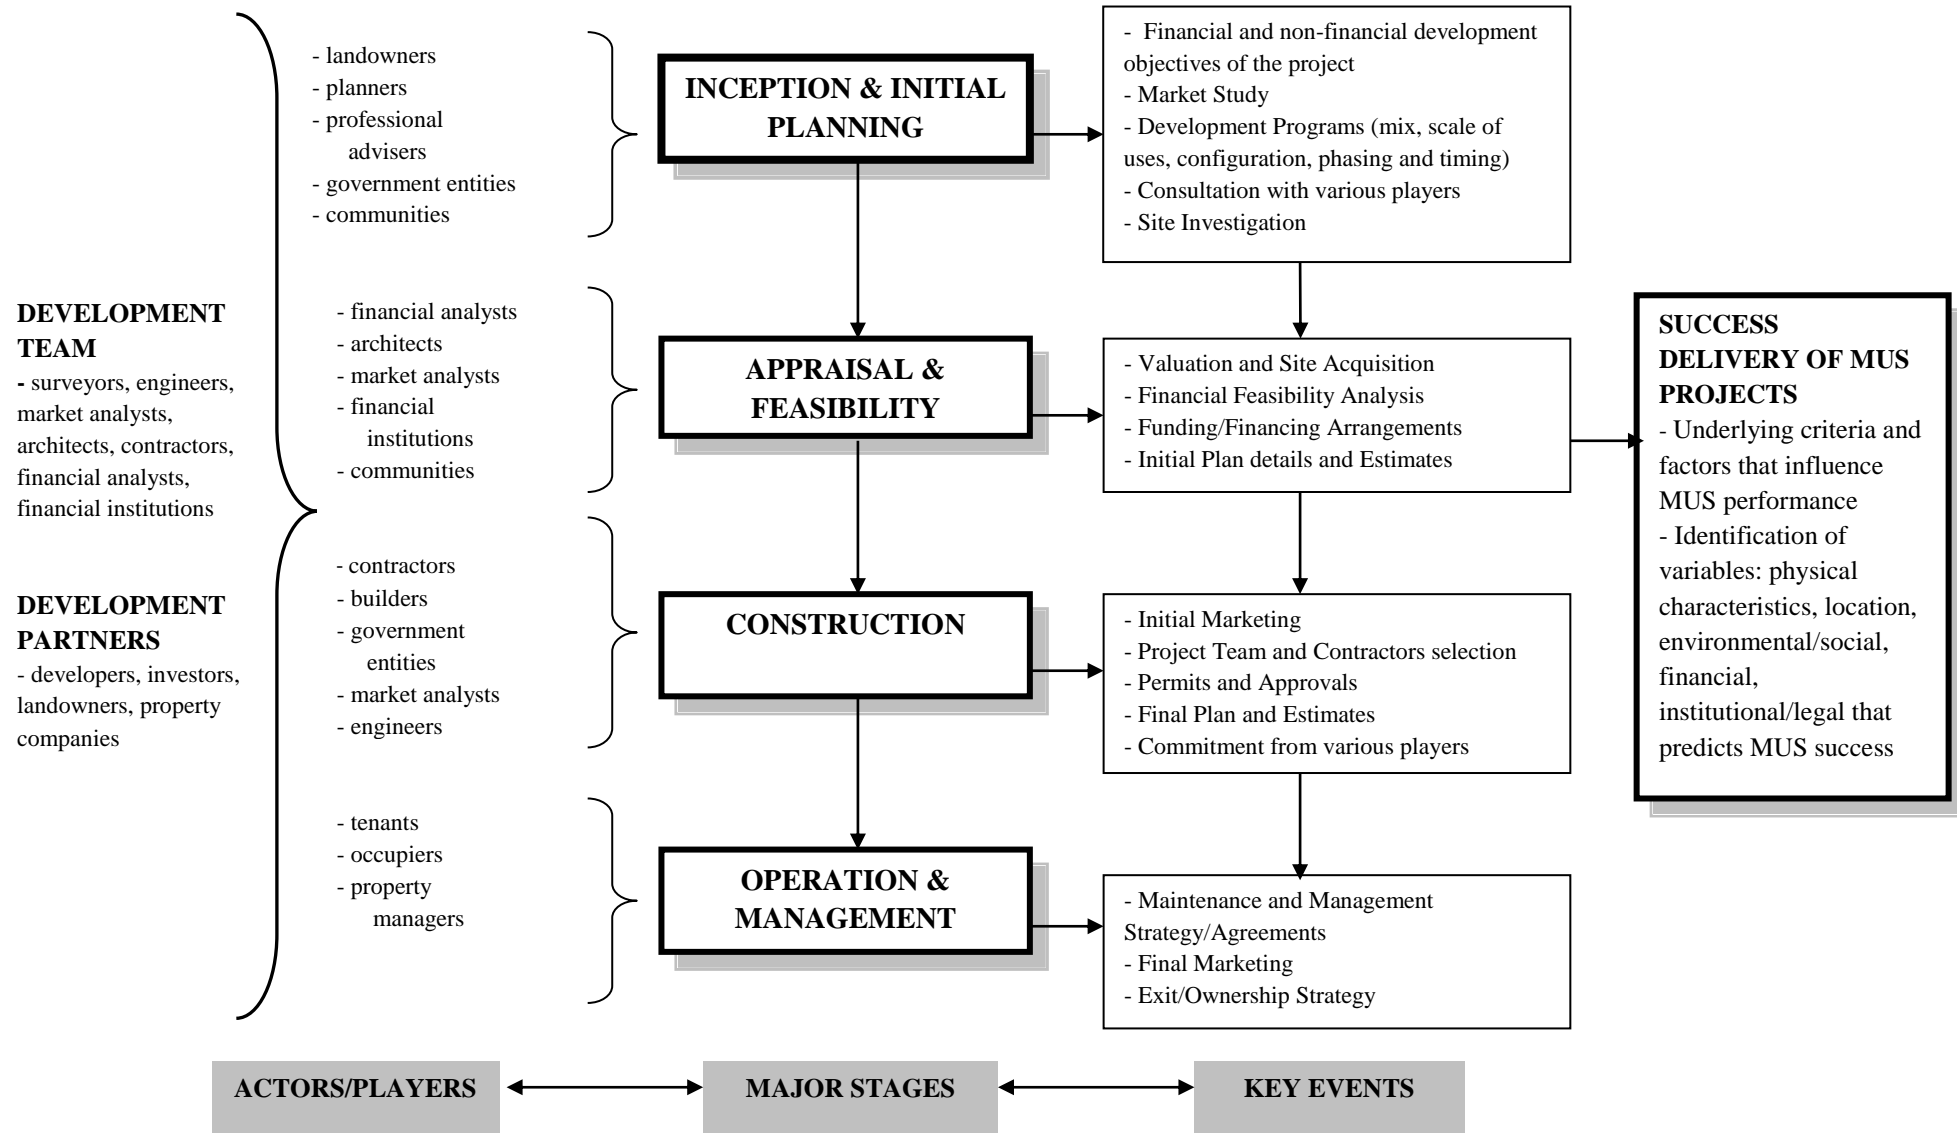 DEVELOPMENT
TEAM
- surveyors, engineers,
market analysts,
architects, contractors,
financial analysts,
financial institutions
DEVELOPMENT
PARTNERS
- developers, investors,
landowners, property
companies
- landowners
- planners
- professional
advisers
- government entities
- communities
- financial analysts
- architects
- market analysts
- financial
institutions
- communities
- contractors
- builders
- government
entities
- market analysts
- engineers
- tenants
- occupiers
- property
managers
INCEPTION & INITIAL
PLANNING
APPRAISAL &
FEASIBILITY
CONSTRUCTION
OPERATION &
MANAGEMENT
- Financial and non-financial development
objectives of the project
- Market Study
- Development Programs (mix, scale of
uses, configuration, phasing and timing)
- Consultation with various players
- Site Investigation
- Valuation and Site Acquisition
- Financial Feasibility Analysis
- Funding/Financing Arrangements
- Initial Plan details and Estimates
- Initial Marketing
- Project Team and Contractors selection
- Permits and Approvals
- Final Plan and Estimates
- Commitment from various players
- Maintenance and Management
Strategy/Agreements
- Final Marketing
- Exit/Ownership Strategy
SUCCESS
DELIVERY OF MUS
PROJECTS
- Underlying criteria and
factors that influence
MUS performance
- Identification of
variables: physical
characteristics, location,
environmental/social,
financial,
institutional/legal that
predicts MUS success
ACTORS/PLAYERS
MAJOR STAGES
KEY EVENTS